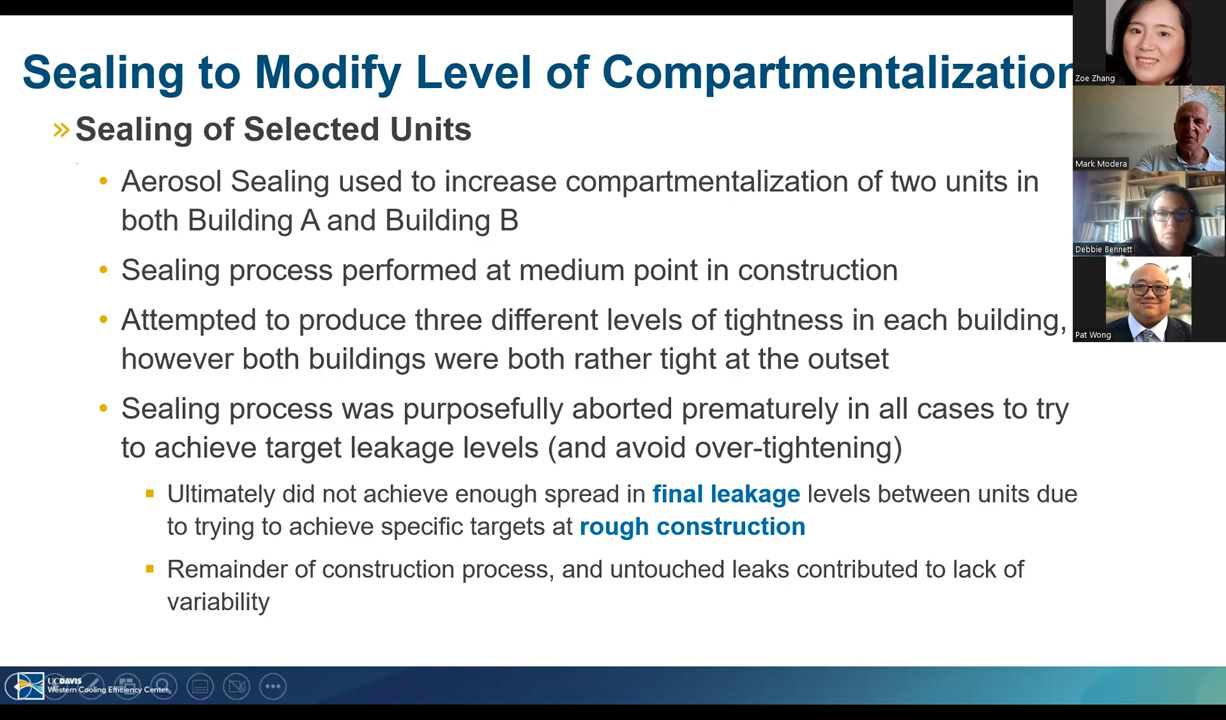 Sealing to Modify Level of Compartmentalization
» Sealing of Selected Units
• Aerosol Sealing used to increase compartmentalization of two units in
both Building A and Building B
• Sealing process performed at medium point in construction
• Attempted to produce three different levels of tightness in each building,
however both buildings were both rather tight at the outset
• Sealing process was purposefully aborted prematurely in all cases to try
to achieve target leakage levels (and avoid over-tightening)
▪ Ultimately did not achieve enough spread in final leakage levels between units due
to trying to achieve specific targets at rough construction
▪ Remainder of construction process, and untouched leaks contributed to lack of
variability
Zoe Zhang
Mark Modera
Debbie Bennett
Pat Wong
UCDAVIS
Western Cooling Efficiency Center